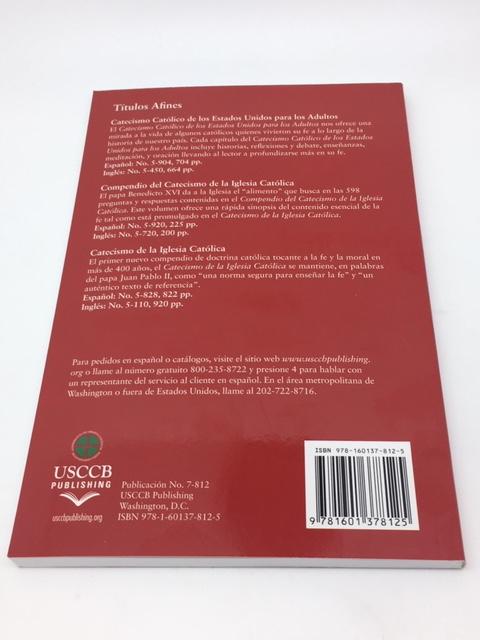 Títulos Afines
Catecismo Católico de los Estados Unidos para los Adultos
El Catecismo Católico de los Estados Unidos para los Adultos nos ofrece una
mirada a la vida de algunos católicos quienes vivieron su fe a lo largo de la
historia de nuestro país. Cada capítulo del Catecismo Católico de los Estados
Unidos para los Adultos incluye historias, reflexiones y debate, enseñanzas,
meditación, y oración llevando al lector a profundizarse más en su fe.
Español: No. 5-904, 704 pp.
Inglés: No. 5-450, 664 pp.
Compendio del Catecismo de la Iglesia Católica
El papa Benedicto XVI da a la Iglesia el "alimento" que busca en las 598
preguntas y respuestas contenidas en el Compendio del Catecismo de la Iglesia
Católica. Este volumen ofrece una rápida sinopsis del contenido esencial de la
fe tal como está promulgado en el Catecismo de la Iglesia Católica.
Español: No. 5-920, 225 pp.
Inglés: No. 5-720, 200 pp.
Catecismo de la Iglesia Católica
El primer nuevo compendio de doctrina católica tocante a la fe y la moral en
más de 400 años, el Catecismo de la Iglesia Católica se mantiene, en palabras
del papa Juan Pablo II, como "una norma segura para enseñar la fe" y "un
auténtico texto de referencia".
Español: No. 5-828, 822 pp.
Inglés: No. 5-110, 920 pp.
Para pedidos en español o catálogos, visite el sitio web www.usccbpublishing.
org o llame al número gratuito 800-235-8722 y presione 4 para hablar con
un representante del servicio al cliente en español. En el área metropolitana de
Washington o fuera de Estados Unidos, llame al 202-722-8716.
USCCB
PUBLISHING
usccbpublishing.org
Publicación No. 7-812
USCCB Publishing
Washington, D.C.
ISBN 978-1-60137-812-5
ISBN 978-160137-812-5
9 781601 378125